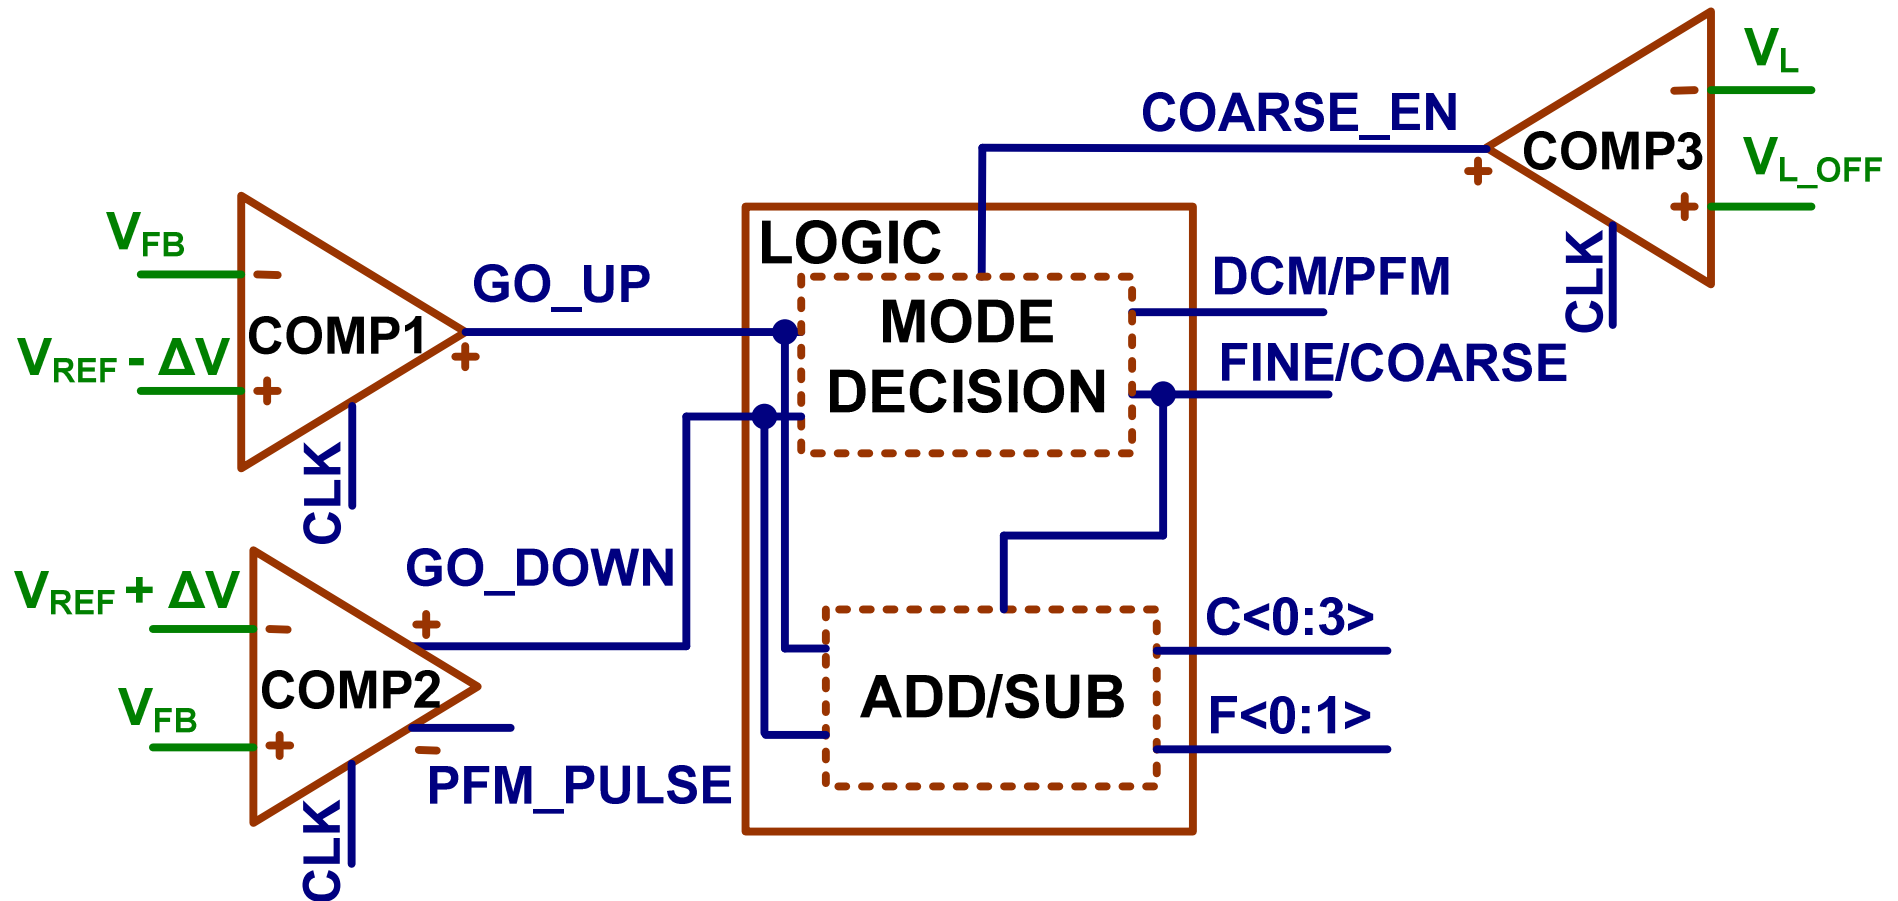 V_L
COARSE_EN
COMP3
V_L_OFF
V_FB
GO_UP
LOGIC
CLK
DCM/PFM
MODE
DECISION
COMP1
V_REF - ΔV
FINE/COARSE
CLK
GO_DOWN
V_REF + ΔV
C<0:3>
COMP2
ADD/SUB
V_FB
F<0:1>
PFM_PULSE
CLK